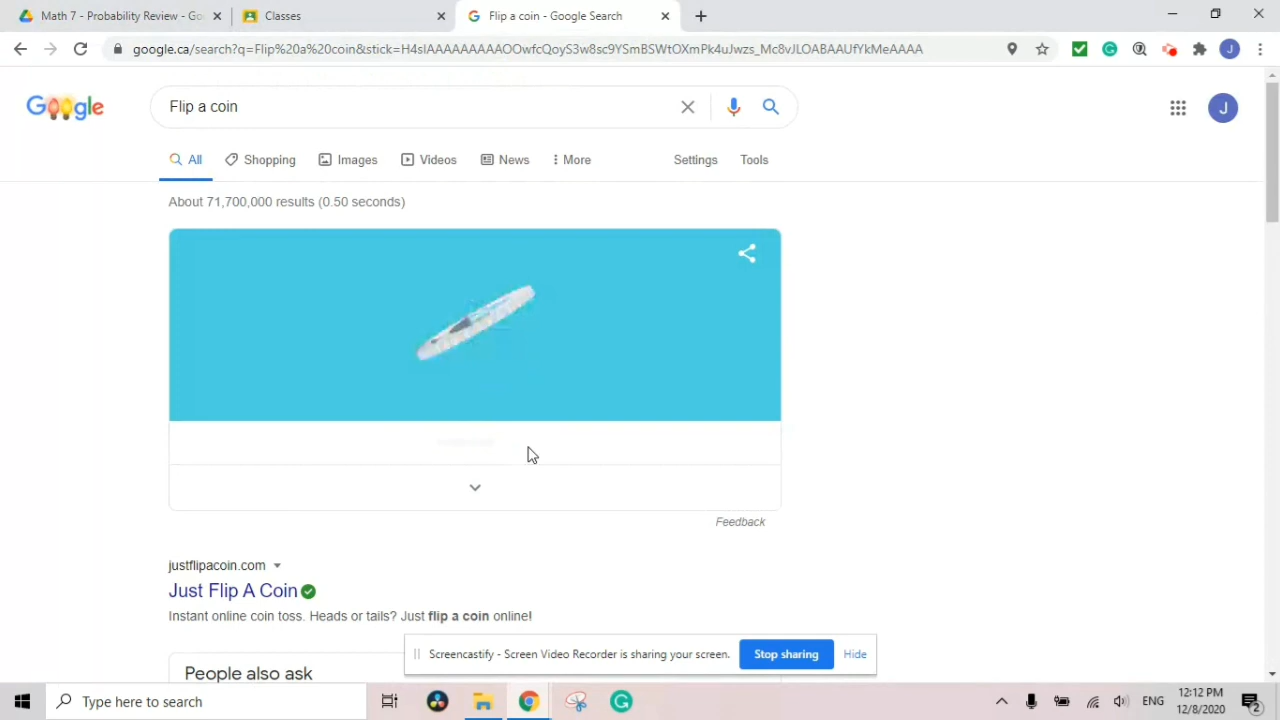 Math 7 - Probability Review - Go
Classes
Flip a coin - Google Search
google.ca/search?q=Flip%20a%20coin&stick=H4sIAAAAAAAAAOOwfcQoyS3w8sc9YSmBSWtOXmPk4uJwzs_Mc8vJLOABAAUfYkMeAAAA
J
Google
Flip a coin
J
All
Shopping
Images
Videos
News
More
Settings
Tools
About 71,700,000 results (0.50 seconds)
Feedback
justflipacoin.com
Just Flip A Coin
Instant online coin toss. Heads or tails? Just flip a coin online!
People also ask
Screencastify - Screen Video Recorder is sharing your screen.
Stop sharing
Hide
Type here to search
ENG
12:12 PM
12/8/2020
2